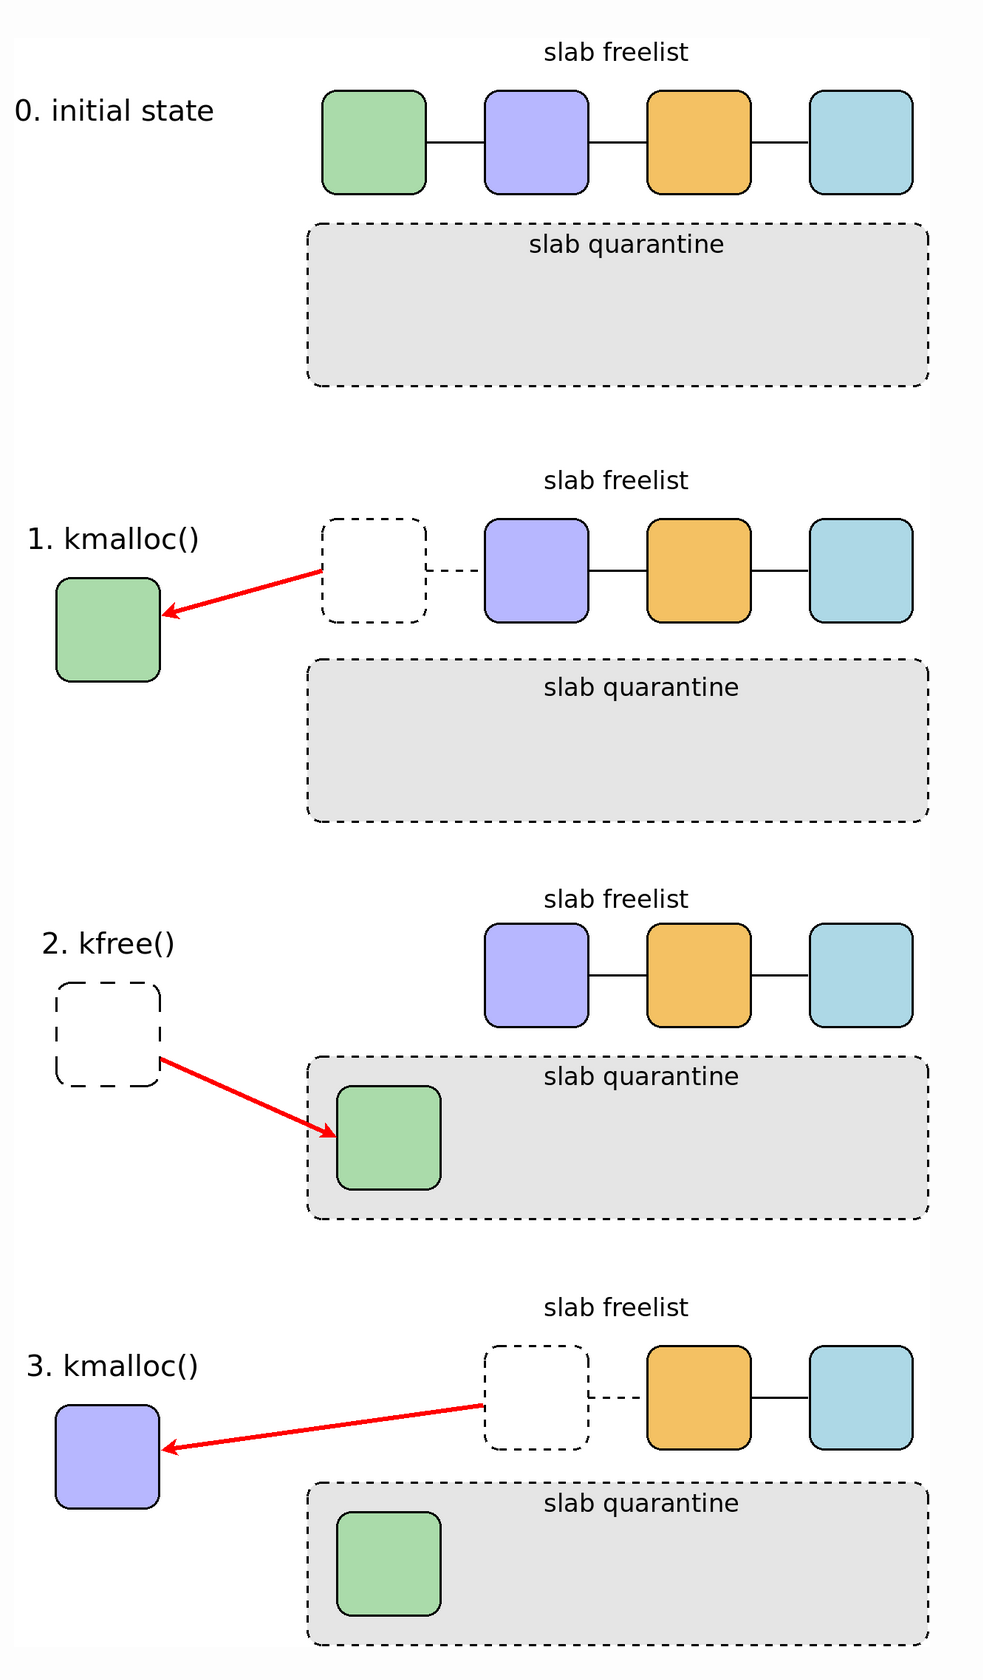 slab freelist
0. initial state
slab quarantine
slab freelist
1. kmalloc()
slab quarantine
slab freelist
2. kfree()
slab quarantine
slab freelist
3. kmalloc()
slab quarantine